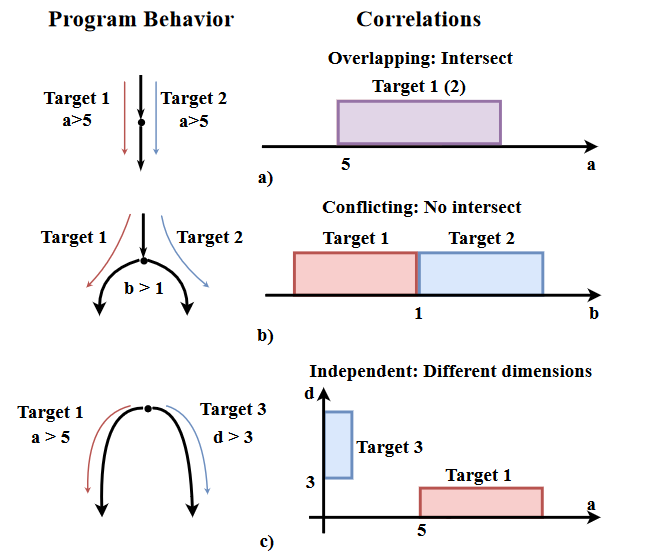 Program Behavior
Correlations
Overlapping: Intersect
Target 1 (2)
Target 1
a>5
Target 2
a>5
5
a
a)
Conflicting: No intersect
Target 1
Target 2
b > 1
Target 1
Target 2
1
b
b)
Independent: Different dimensions
Target 1
a > 5
Target 3
d > 3
d
3
Target 3
Target 1
5
a
c)